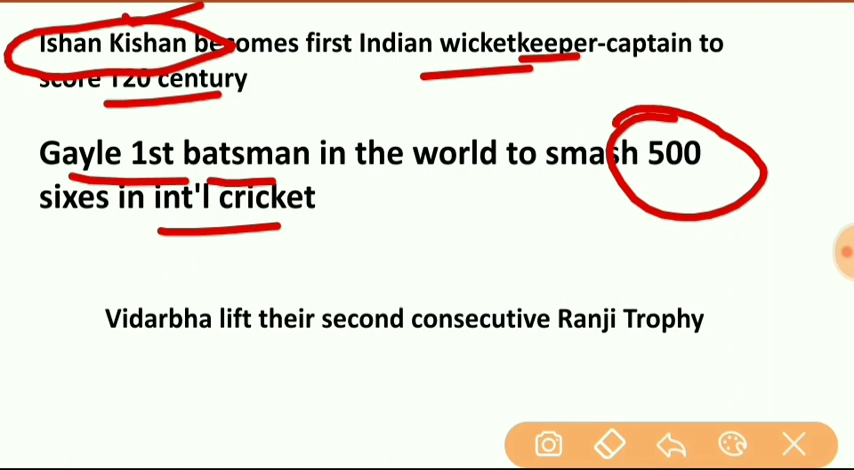 Ishan Kishan becomes first Indian wicketkeeper-captain to
score T20 century
Gayle 1st batsman in the world to smash 500
sixes in int'l cricket
Vidarbha lift their second consecutive Ranji Trophy